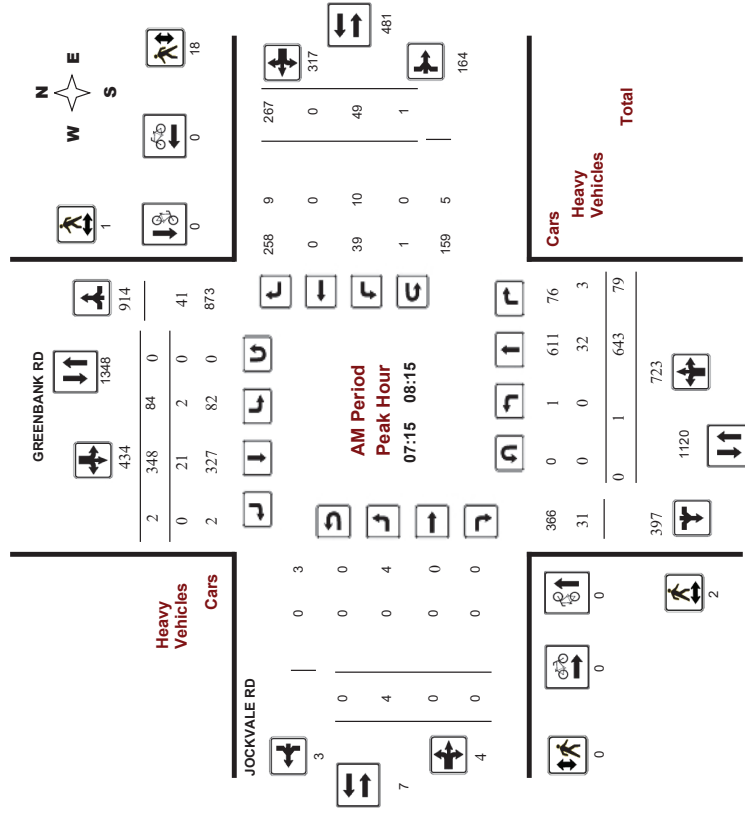 N
W E
S
1
0
0
18
GREENBANK RD
434
1348
914
2 348 84 0
Heavy
Vehicles
0 21 2 0 41
Cars
2 327 82 0 873
258 9 267
0 0 0
39 10 49
1 0 1
159 5
317
481
164
AM Period
Peak Hour
07:15 08:15
JOCKVALE RD
0 3
0 0 0
4 0 4
0 0 0
0 0 0
3
7
4
366 0 1 611 76 Cars
31 0 0 32 3 Heavy
Vehicles
0 1 643 79 Total
397
1120
723
0
0
0
2